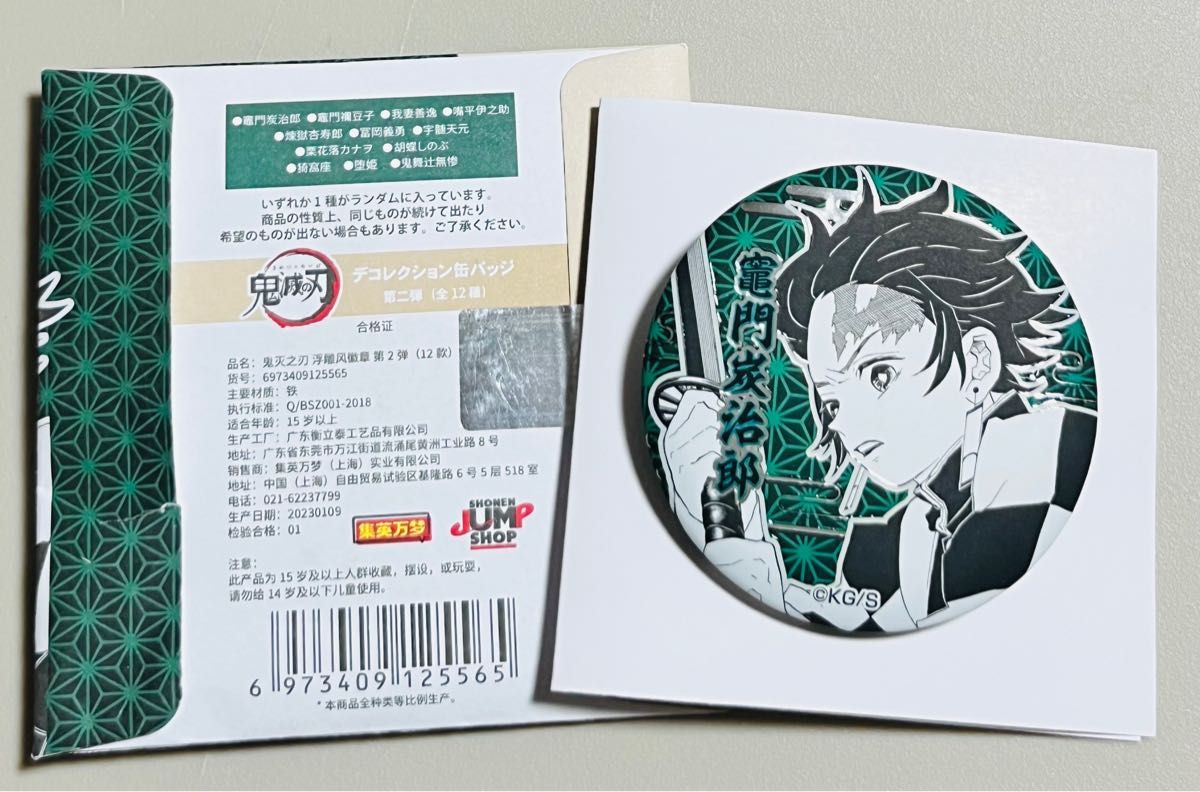 ●竈門炭治郎 ●竈門禰豆子 ●我妻善逸 ●嘴平伊之助
●煉獄杏寿郎 ●冨岡義勇 ●宇髄天元
●栗花落カナヲ ●胡蝶しのぶ
●猗窩座 ●堕姫 ●鬼舞辻無惨
いずれか1種がランダムに入っています。
商品の性質上、同じものが続けて出たり
希望のものが出ない場合もあります。ご了承ください。
鬼滅の刃
デコレクション缶バッジ
第二弾（全12種）
合格证
品名：鬼灭之刃 浮雕风徽章 第2弹（12款）
货号：6973409125565
主要材质：铁
执行标准：Q/BSZ001-2018
适合年龄：15岁以上
生产工厂：广东衡立泰工艺品有限公司
地址：广东省东莞市万江街道流涌尾黄洲工业路8号
销售商：集英万梦（上海）实业有限公司
地址：中国（上海）自由贸易试验区基隆路6号5层518室
电话：021-62237799
生产日期：20230109
检验合格：01
集英万梦
SHONEN
JUMP
SHOP
注意：
此产品为15岁及以上人群收藏，摆设，或玩耍，
请勿给14岁及以下儿童使用。
6 973409 125565
*本商品全种类等比例生产。
竈門炭治郎
©KG/S